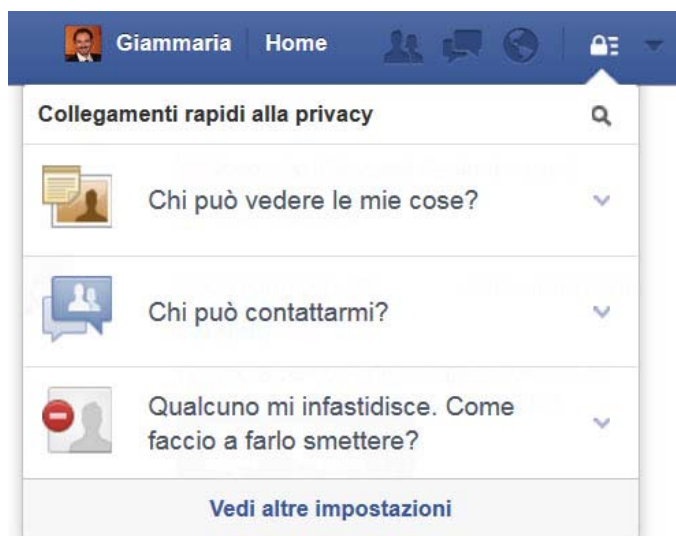 Giammaria Home
Collegamenti rapidi alla privacy
Chi può vedere le mie cose?
Chi può contattarmi?
Qualcuno mi infastidisce. Come
faccio a farlo smettere?
Vedi altre impostazioni